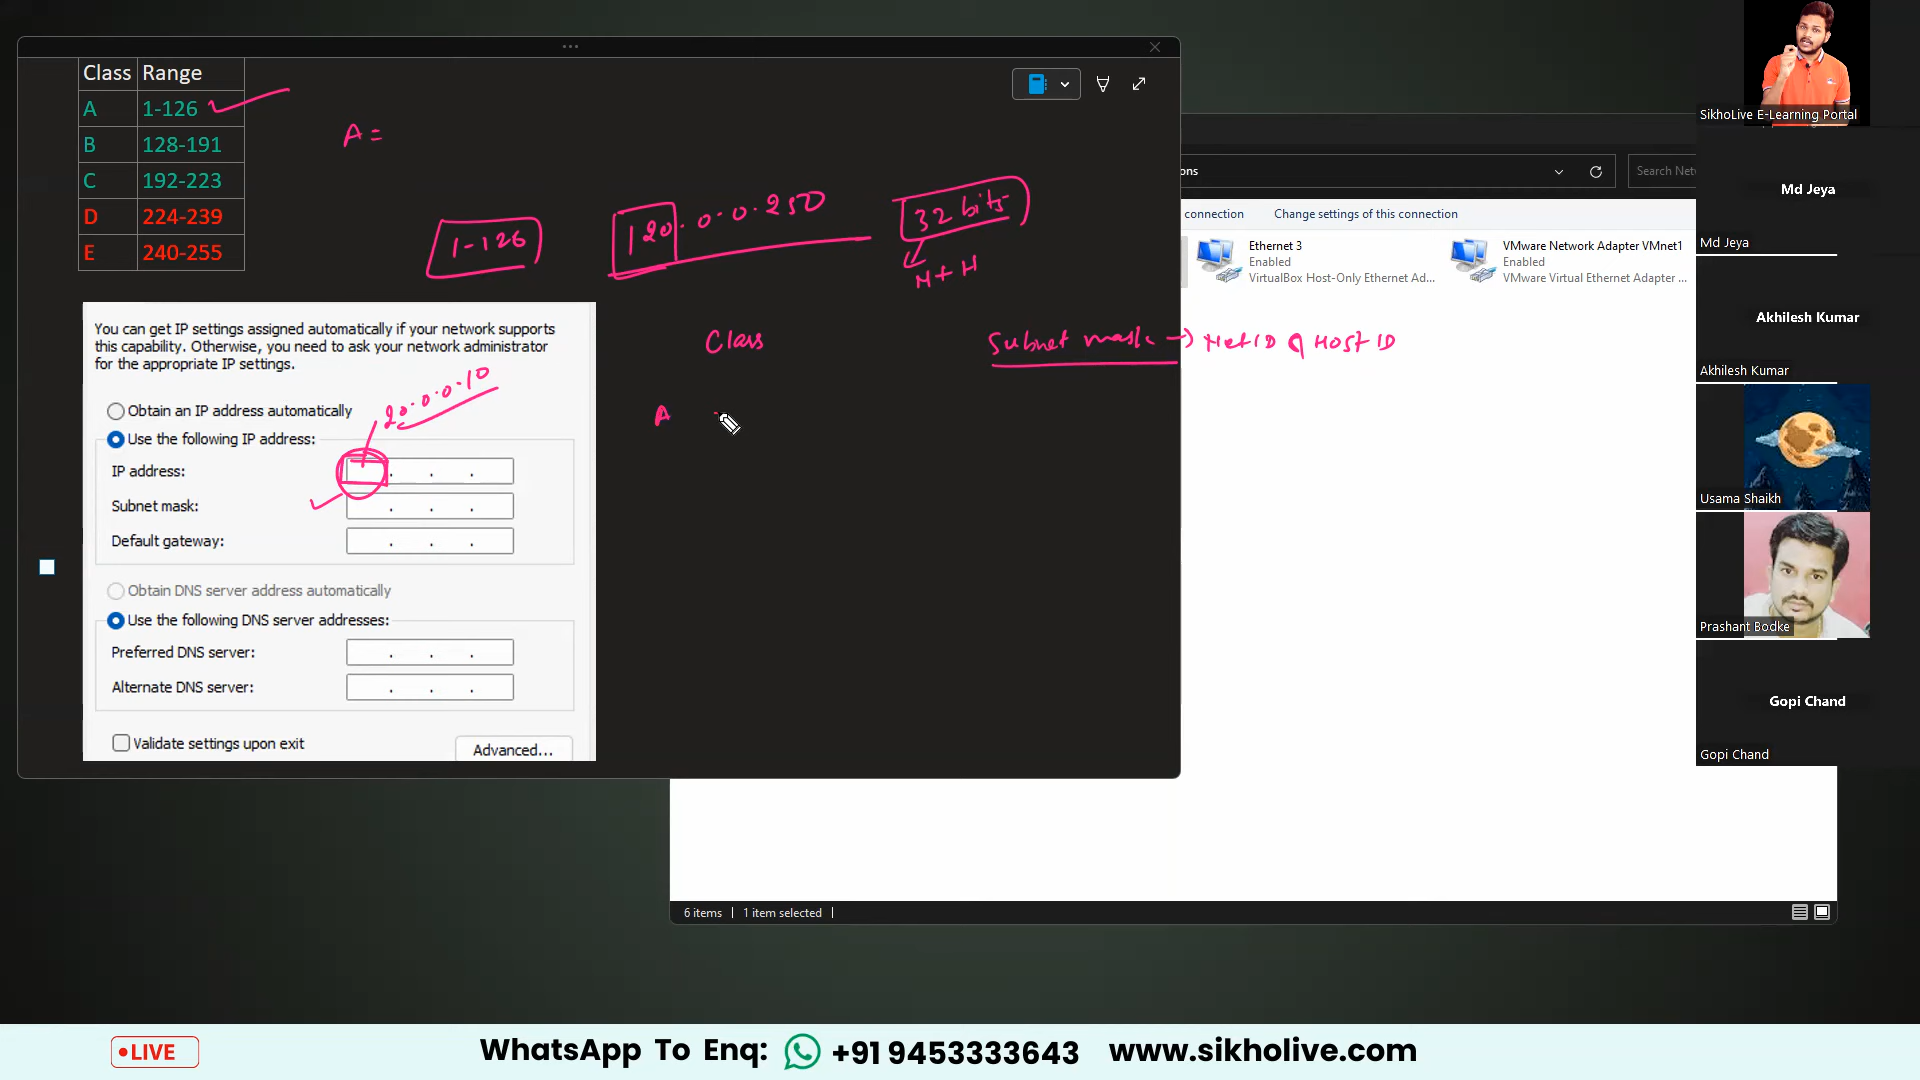 Class Range
A 1-126
B 128-191
C 192-223
D 224-239
E 240-255
A =
1-126
120.0.0.250
32 bits
N+H
Class
Subnet mask → Net ID & Host ID
A
You can get IP settings assigned automatically if your network supports
this capability. Otherwise, you need to ask your network administrator
for the appropriate IP settings.
20.0.0.10
Obtain an IP address automatically
Use the following IP address:
IP address: . . .
Subnet mask: . . .
Default gateway: . . .
Obtain DNS server address automatically
Use the following DNS server addresses:
Preferred DNS server: . . .
Alternate DNS server: . . .
Validate settings upon exit
Advanced...
ons
Search Net
connection
Change settings of this connection
Ethernet 3
Enabled
VirtualBox Host-Only Ethernet Ad...
VMware Network Adapter VMnet1
Enabled
VMware Virtual Ethernet Adapter ...
6 items
1 item selected
SikhoLive E-Learning Portal
Md Jeya
Md Jeya
Akhilesh Kumar
Akhilesh Kumar
Usama Shaikh
Prashant Bodke
Gopi Chand
Gopi Chand
LIVE
WhatsApp To Enq: +91 9453333643 www.sikholive.com